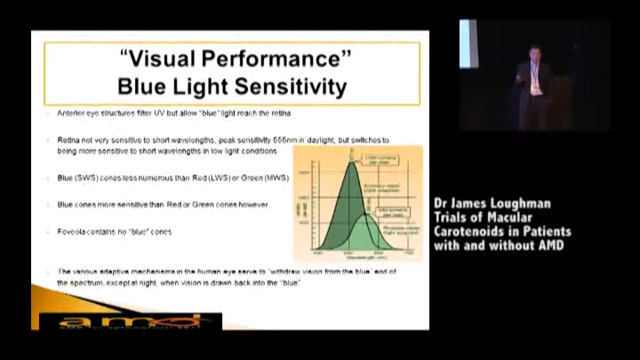 “Visual Performance”
Blue Light Sensitivity
Anterior eye structures filter UV but allow “blue” light reach the retina
Retina not very sensitive to short wavelengths, peak sensitivity 555nm in daylight, but switches to
being more sensitive to short wavelengths in low light conditions
Blue (SWS) cones less numerous than Red (LWS) or Green (MWS)
Blue cones more sensitive than Red or Green cones however
Foveola contains no “blue” cones
The various adaptive mechanisms in the human eye serve to “withdraw vision from the blue” end of
the spectrum, except at night, when vision is drawn back into the “blue”
amd
Dr James Loughman
Trials of Macular
Carotenoids in Patients
with and without AMD